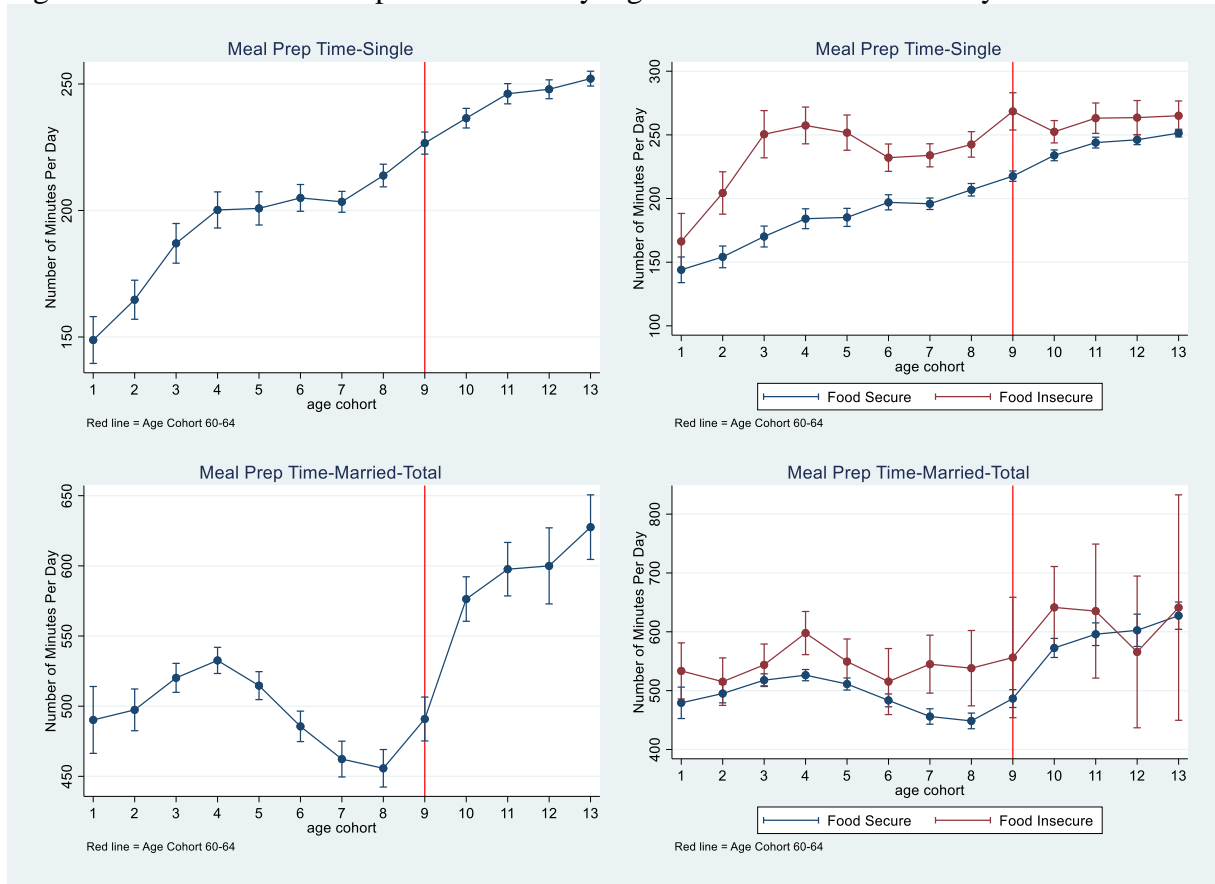 Meal Prep Time-Single
Number of Minutes Per Day
250
200
150
1 2 3 4 5 6 7 8 9 10 11 12 13
age cohort
Red line = Age Cohort 60-64
Meal Prep Time-Single
Number of Minutes Per Day
300
250
200
150
100
1 2 3 4 5 6 7 8 9 10 11 12 13
age cohort
Food Secure Food Insecure
Red line = Age Cohort 60-64
Meal Prep Time-Married-Total
Number of Minutes Per Day
650
600
550
500
450
1 2 3 4 5 6 7 8 9 10 11 12 13
age cohort
Red line = Age Cohort 60-64
Meal Prep Time-Married-Total
Number of Minutes Per Day
800
700
600
500
400
1 2 3 4 5 6 7 8 9 10 11 12 13
age cohort
Food Secure Food Insecure
Red line = Age Cohort 60-64